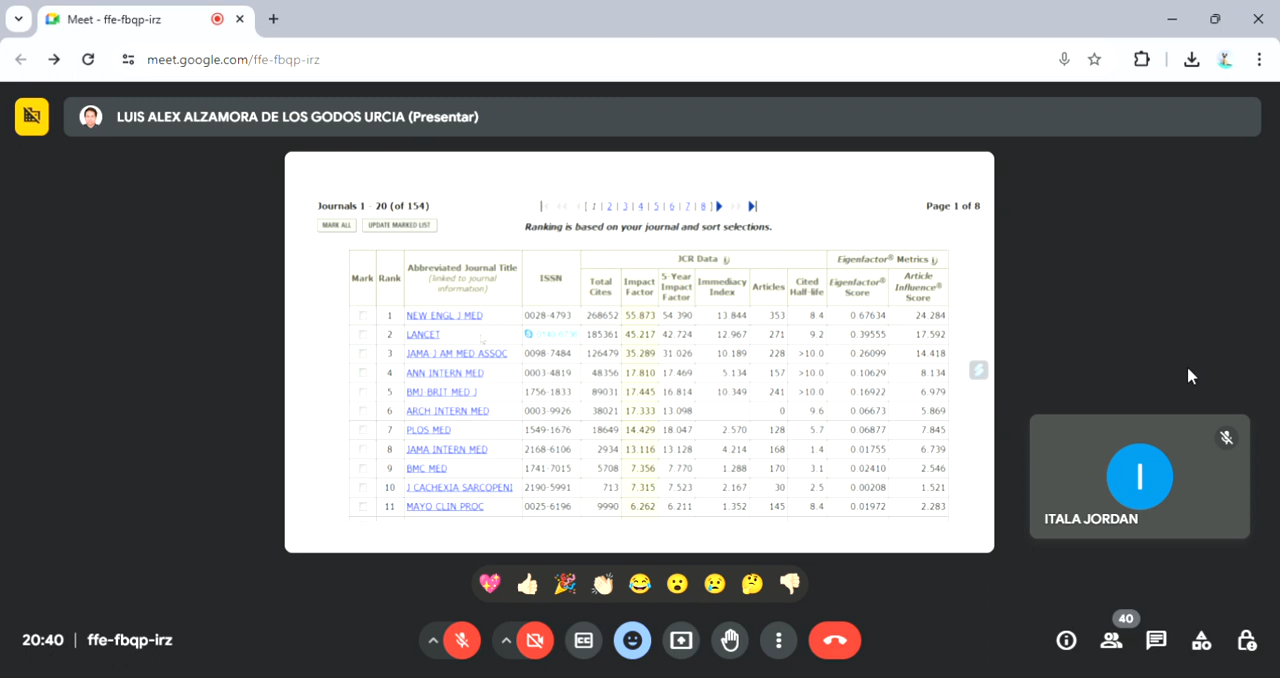 Meet - ffe-fbqp-irz
meet.google.com/ffe-fbqp-irz
LUIS ALEX ALZAMORA DE LOS GODOS URCIA (Presentar)
Journals 1 - 20 (of 154)
[ 1 | 2 | 3 | 4 | 5 | 6 | 7 | 8 ]
Page 1 of 8
MARK ALL UPDATE MARKED LIST
Ranking is based on your journal and sort selections.
Mark Rank Abbreviated Journal Title (linked to journal information) ISSN JCR Data Eigenfactor® Metrics
Total Cites Impact Factor 5-Year Impact Factor Immediacy Index Articles Cited Half-life Eigenfactor® Score Article Influence® Score
1 NEW ENGL J MED 0028-4793 268652 55.873 54.390 13.844 353 8.4 0.67634 24.284
2 LANCET 185361 45.217 42.724 12.967 271 9.2 0.39555 17.592
3 JAMA-J AM MED ASSOC 0098-7484 126479 35.289 31.026 10.189 228 >10.0 0.26099 14.418
4 ANN INTERN MED 0003-4819 48356 17.810 17.469 5.134 157 >10.0 0.10629 8.134
5 BMJ-BRIT MED J 1756-1833 89031 17.445 16.814 10.349 241 >10.0 0.16922 6.979
6 ARCH INTERN MED 0003-9926 38021 17.333 13.098 0 9.6 0.06673 5.869
7 PLOS MED 1549-1676 18649 14.429 18.047 2.570 128 5.7 0.06877 7.845
8 JAMA INTERN MED 2168-6106 2934 13.116 13.128 4.214 168 1.4 0.01755 6.739
9 BMC MED 1741-7015 5708 7.356 7.770 1.288 170 3.1 0.02410 2.546
10 J CACHEXIA SARCOPENI 2190-5991 713 7.315 7.523 2.167 30 2.5 0.00208 1.521
11 MAYO CLIN PROC 0025-6196 9990 6.262 6.211 1.352 145 8.4 0.01972 2.283
I
ITALA JORDAN
20:40 | ffe-fbqp-irz
40